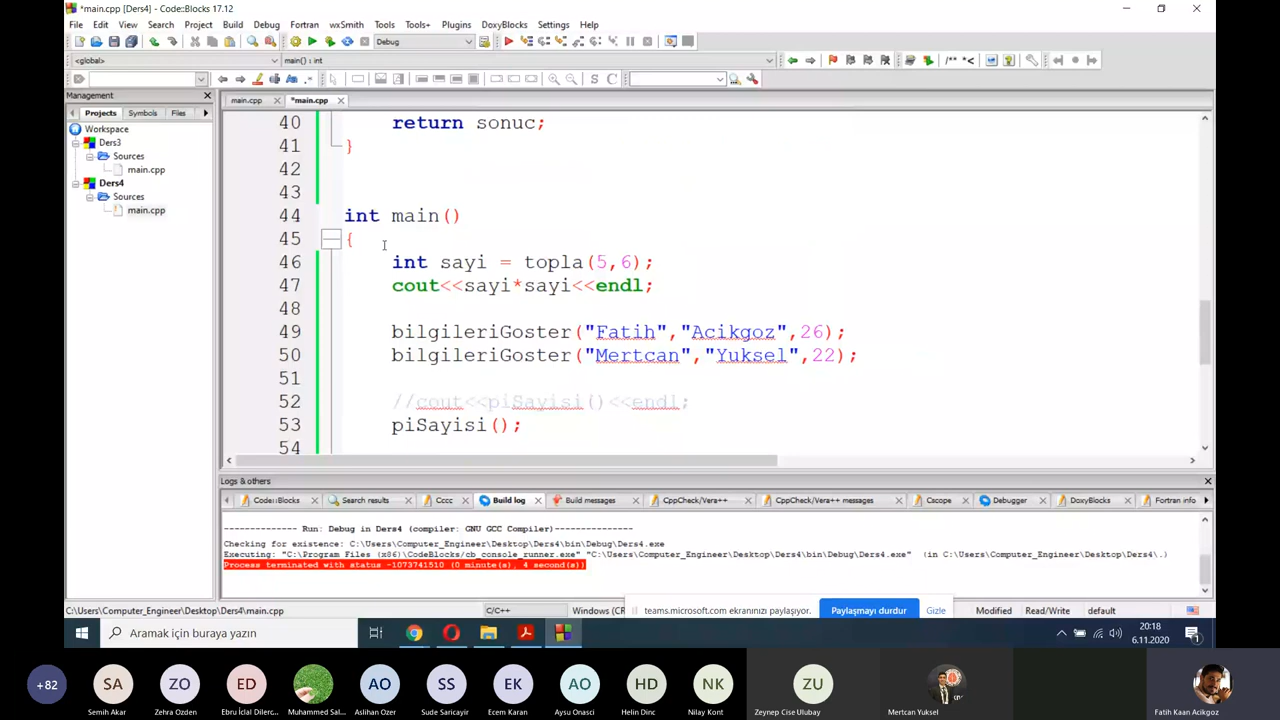 *main.cpp [Ders4] - Code::Blocks 17.12
File Edit View Search Project Build Debug Fortran wxSmith Tools Tools+ Plugins DoxyBlocks Settings Help
Debug
<global> main() : int
/** *<
S C
Management
Projects Symbols Files
Workspace
Ders3
Sources
main.cpp
Ders4
Sources
main.cpp
main.cpp *main.cpp
40 return sonuc;
41 }
42
43
44 int main()
45 {
46 int sayi = topla(5,6);
47 cout<<sayi*sayi<<endl;
48
49 bilgileriGoster("Fatih","Acikgoz",26);
50 bilgileriGoster("Mertcan","Yuksel",22);
51
52 //cout<<piSayisi()<<endl;
53 piSayisi();
54
Logs & others
Code::Blocks Search results Cccc Build log Build messages CppCheck/Vera++ CppCheck/Vera++ messages Cscope Debugger DoxyBlocks Fortran info
-------------- Run: Debug in Ders4 (compiler: GNU GCC Compiler)---------------
Checking for existence: C:\Users\Computer_Engineer\Desktop\Ders4\bin\Debug\Ders4.exe
Executing: "C:\Program Files (x86)\CodeBlocks/cb_console_runner.exe" "C:\Users\Computer_Engineer\Desktop\Ders4\bin\Debug\Ders4.exe" (in C:\Users\Computer_Engineer\Desktop\Ders4\.)
Process terminated with status -1073741510 (0 minute(s), 4 second(s))
teams.microsoft.com ekranınızı paylaşıyor. Paylaşmayı durdur Gizle
C:\Users\Computer_Engineer\Desktop\Ders4\main.cpp C/C++ Windows (CR Modified Read/Write default
Aramak için buraya yazın
20:18
6.11.2020
1
+82 SA ZO ED AO SS EK AO HD NK ZU
Semih Akar Zehra Ozden Ebru İclal Dilerc... Muhammed Sal... Aslihan Ozer Sude Saricayir Ecem Karan Aysu Onasci Helin Dinc Nilay Kont Zeynep Cise Ulubay Mertcan Yuksel Fatih Kaan Acikgoz